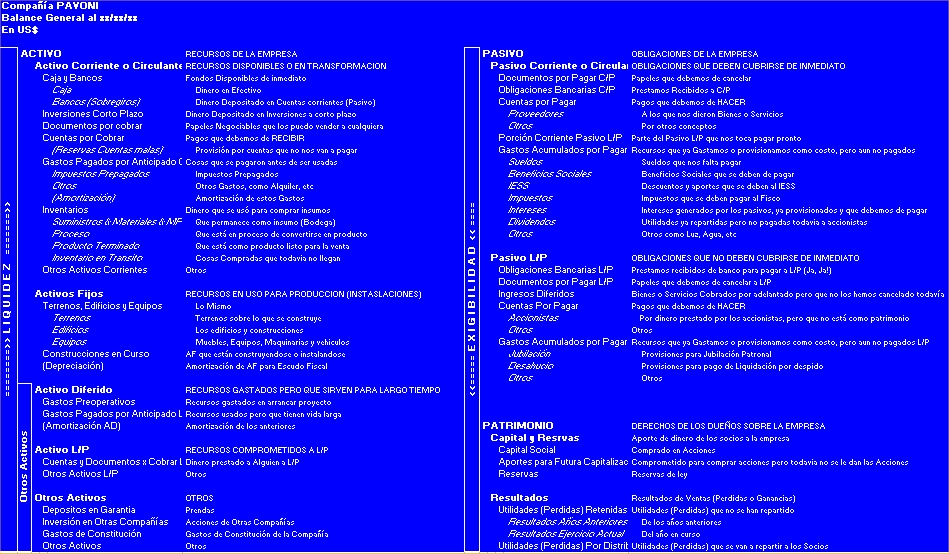 Compañía PAVONI
Balance General al xx/xx/xx
En US$
<<======= LIQUIDEZ >>=======
ACTIVO RECURSOS DE LA EMPRESA
Activo Corriente o Circulante RECURSOS DISPONIBLES O EN TRANSFORMACION
Caja y Bancos Fondos Disponibles de inmediato
Caja Dinero en Efectivo
Bancos (Sobregiros) Dinero Depositado en Cuentas corrientes (Pasivo)
Inversiones Corto Plazo Dinero Depositado en Inversiones a corto plazo
Documentos por cobrar Papeles Negociables que los puedo vender a cualquiera
Cuentas por Cobrar Pagos que debemos de RECIBIR
(Reservas Cuentas malas) Provisión por cuentas que no nos van a pagar
Gastos Pagados por Anticipado C Cosas que se pagaron antes de ser usadas
Impuestos Prepagados Impuestos Prepagados
Otros Otros Gastos, como Alquiler, etc
(Amortización) Amortización de estos Gastos
Inventarios Dinero que se usó para comprar insumos
Suministros & Materiales & MP Que permanece como insumo (Bodega)
Proceso Que está en proceso de convertirse en producto
Producto Terminado Que está como producto listo para la venta
Inventario en Transito Cosas Compradas que todavía no llegan
Otros Activos Corrientes Otros
Activos Fijos RECURSOS EN USO PARA PRODUCCION (INSTASLACIONES)
Terrenos, Edificios y Equipos Lo Mismo
Terrenos Terrenos sobre lo que se construye
Edificios Los edificios y construcciones
Equipos Muebles, Equipos, Maquinarias y vehículos
Construcciones en Curso AF que están construyendose o instalandose
(Depreciación) Amortización de AF para Escudo Fiscal
Otros Activos
Activo Diferido RECURSOS GASTADOS PERO QUE SIRVEN PARA LARGO TIEMPO
Gastos Preoperativos Recursos gastados en arrancar proyecto
Gastos Pagados por Anticipado L Recursos usados pero que tienen vida larga
(Amortización AD) Amortización de los anteriores
Activo L/P RECURSOS COMPROMETIDOS A L/P
Cuentas y Documentos x Cobrar L Dinero prestado a Alguien a L/P
Otros Activos L/P Otros
Otros Activos OTROS
Depositos en Garantia Prendas
Inversión en Otras Compañías Acciones de Otras Compañías
Gastos de Constitución Gastos de Constitución de la Compañía
Otros Activos Otros
<<======= EXIGIBILIDAD <<=======
PASIVO OBLIGACIONES DE LA EMPRESA
Pasivo Corriente o Circular OBLIGACIONES QUE DEBEN CUBRIRSE DE INMEDIATO
Documentos por Pagar C/P Papeles que debemos de cancelar
Obligaciones Bancarias C/P Prestamos Recibidos a C/P
Cuentas por Pagar Pagos que debemos de HACER
Proveedores A los que nos dieron Bienes o Servicios
Otros Por otros conceptos
Porción Corriente Pasivo L/P Parte del Pasivo L/P que nos toca pagar pronto
Gastos Acumulados por Pagar Recursos que ya Gastamos o provisionamos como costo, pero aun no pagados
Sueldos Sueldos que nos falta pagar
Beneficios Sociales Beneficios Sociales que se deben de pagar
IESS Descuentos y aportes que se deben al IESS
Impuestos Impuestos que se deben pagar al Fisco
Intereses Intereses generados por los pasivos, ya provisionados y que debemos de pagar
Dividendos Utilidades ya repartidas pero no pagadas todavía a accionistas
Otros Otros como Luz, Agua, etc
Pasivo L/P OBLIGACIONES QUE NO DEBEN CUBRIRSE DE INMEDIATO
Obligaciones Bancarias L/P Prestamos recibidos de banco para pagar a L/P (Ja, Ja!)
Documentos por Pagar L/P Papeles que debemos de cancelar a L/P
Ingresos Diferidos Bienes o Servicios Cobrados por adelantado pero que no los hemos cancelado todavía
Cuentas Por Pagar Pagos que debemos de HACER
Accionistas Por dinero prestado por los accionistas, pero que no está como patrimonio
Otros Otros
Gastos Acumulados por Pagar Recursos que ya Gastamos o provisionamos como costo, pero aun no pagados L/P
Jubilación Provisiones para Jubilación Patronal
Desahucio Provisiones para pago de Liquidación por despido
Otros Otros
PATRIMONIO DERECHOS DE LOS DUEÑOS SOBRE LA EMPRESA
Capital y Resrvas Aporte de dinero de los socios a la empresa
Capital Social Comprado en Acciones
Aportes para Futura Capitalizac Comprometido para comprar acciones pero todavía no se le dan las Acciones
Reservas Reservas de ley
Resultados Resultados de Ventas (Perdidas o Ganancias)
Utilidades (Perdidas) Retenidas Utilidades (Perdidas) que no se han repartido
Resultados Años Anteriores De los años anteriores
Resultados Ejercicio Actual Del año en curso
Utilidades (Perdidas) Por Distrit Utilidades (Perdidas) que se van a repartir a los Socios